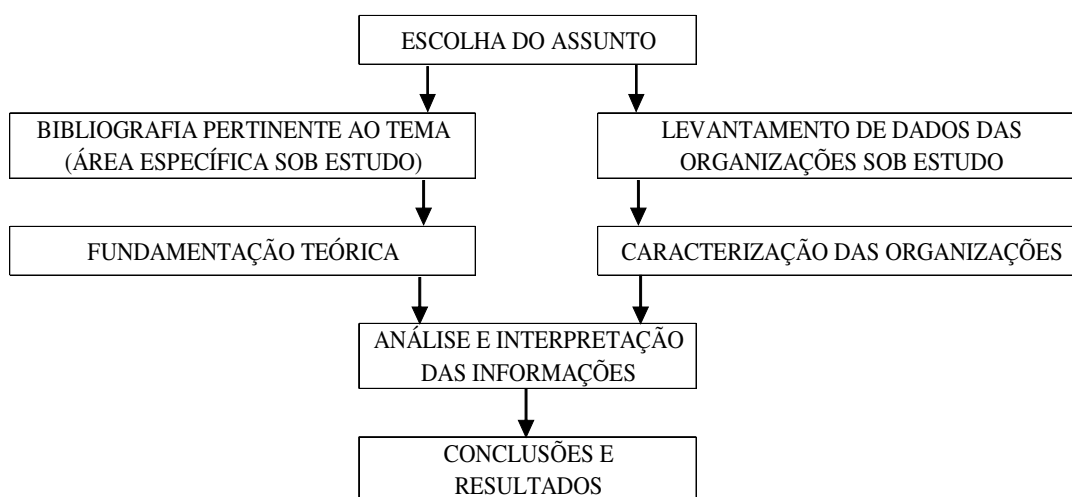 ESCOLHA DO ASSUNTO
BIBLIOGRAFIA PERTINENTE AO TEMA
(ÁREA ESPECÍFICA SOB ESTUDO)
LEVANTAMENTO DE DADOS DAS
ORGANIZAÇÕES SOB ESTUDO
FUNDAMENTAÇÃO TEÓRICA
CARACTERIZAÇÃO DAS ORGANIZAÇÕES
ANÁLISE E INTERPRETAÇÃO
DAS INFORMAÇÕES
CONCLUSÕES E
RESULTADOS